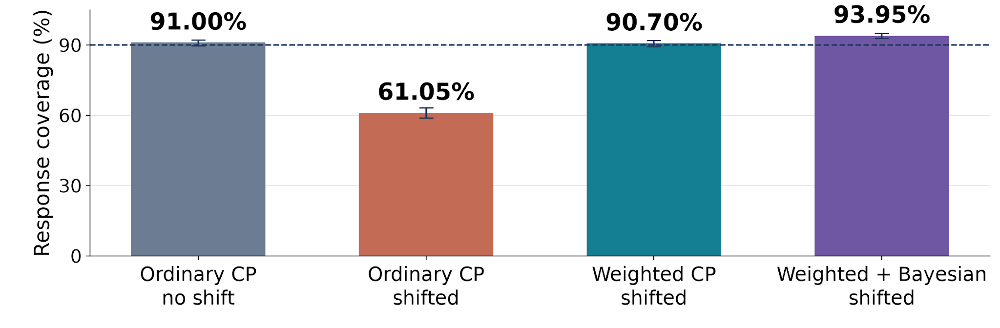 Response coverage (%)
90
60
30
0
91.00%
61.05%
90.70%
93.95%
Ordinary CP
no shift
Ordinary CP
shifted
Weighted CP
shifted
Weighted + Bayesian
shifted